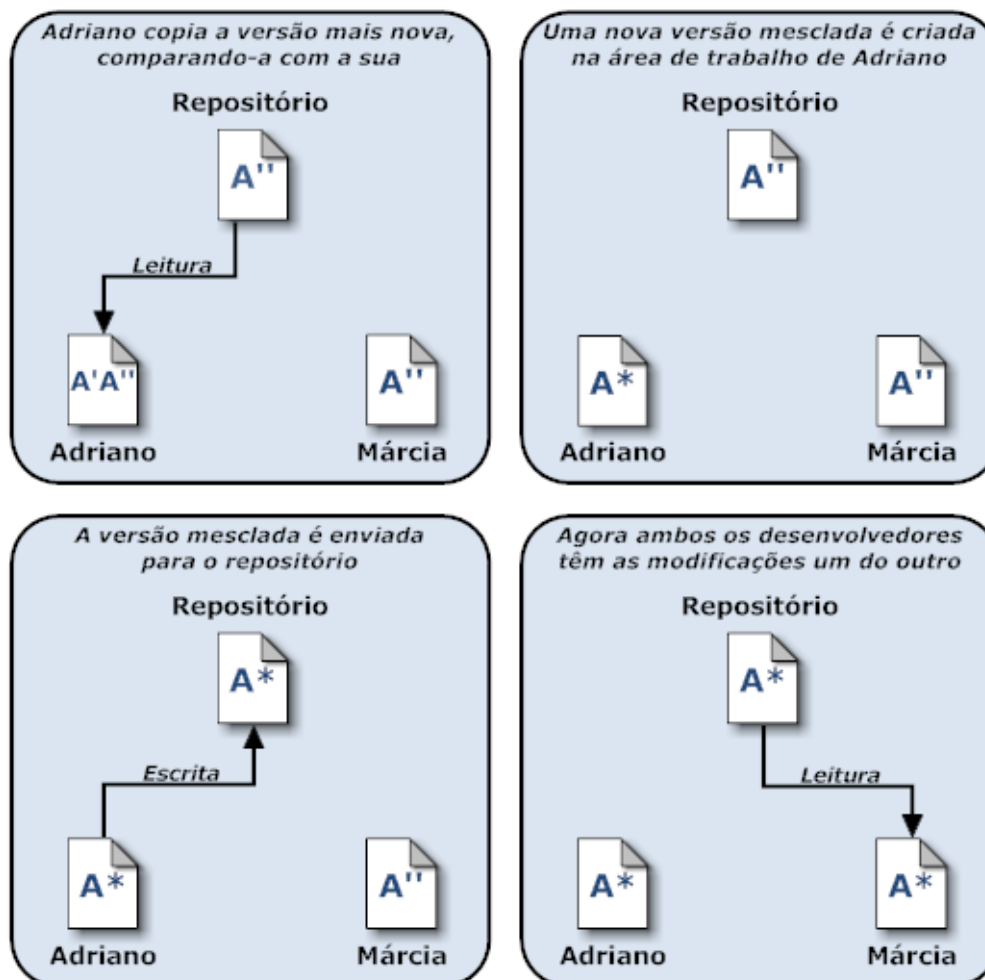 Adriano copia a versão mais nova,
comparando-a com a sua
Repositório
A''
Leitura
A'A''
A''
Adriano
Márcia
Uma nova versão mesclada é criada
na área de trabalho de Adriano
Repositório
A''
A*
A''
Adriano
Márcia
A versão mesclada é enviada
para o repositório
Repositório
A*
Escrita
A*
A''
Adriano
Márcia
Agora ambos os desenvolvedores
têm as modificações um do outro
Repositório
A*
Leitura
A*
A*
Adriano
Márcia